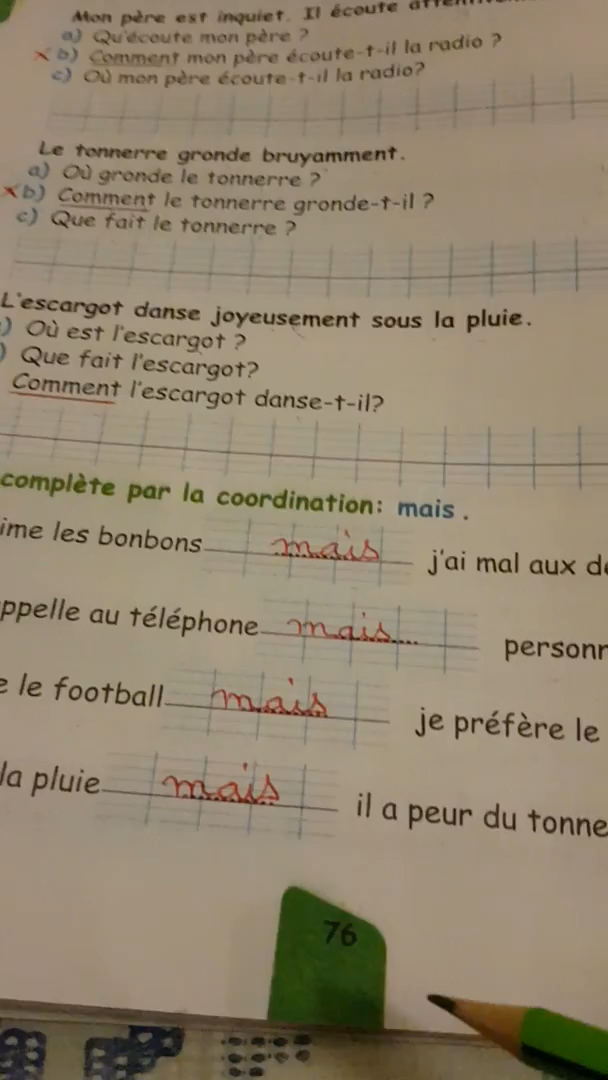 Mon père est inquiet. Il écoute
a) Qu'écoute mon père ?
x b) Comment mon père écoute-t-il la radio ?
c) Où mon père écoute-t-il la radio?
Le tonnerre gronde bruyamment.
a) Où gronde le tonnerre ?
x b) Comment le tonnerre gronde-t-il ?
c) Que fait le tonnerre ?
L'escargot danse joyeusement sous la pluie.
) Où est l'escargot ?
) Que fait l'escargot?
Comment l'escargot danse-t-il?
complète par la coordination: mais .
ime les bonbons mais j'ai mal aux d
ppelle au téléphone mais personn
e le football mais je préfère le
la pluie mais il a peur du tonne
76